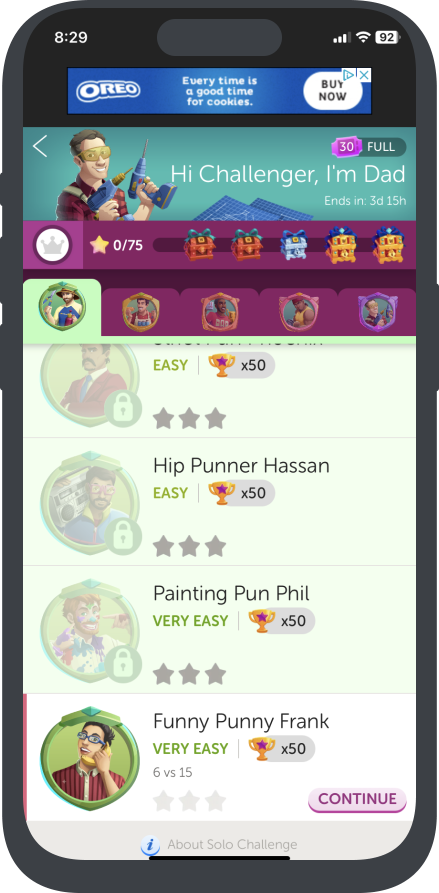 8:29
92
OREO
Every time is
a good time
for cookies.
BUY
NOW
30 FULL
Hi Challenger, I'm Dad
Ends in: 3d 15h
0/75
EASY x50
Hip Punner Hassan
EASY x50
Painting Pun Phil
VERY EASY x50
Funny Punny Frank
VERY EASY x50
6 vs 15
CONTINUE
i About Solo Challenge